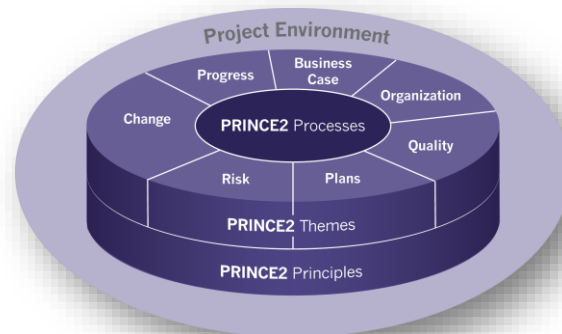 Project Environment
Business
Case
Progress
Organization
Change
PRINCE2 Processes
Quality
Risk
Plans
PRINCE2 Themes
PRINCE2 Principles